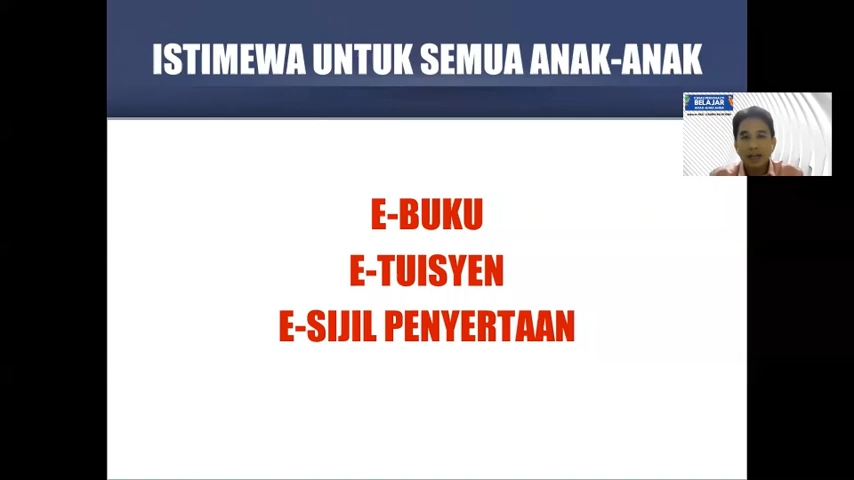 ISTIMEWA UNTUK SEMUA ANAK-ANAK
BELAJAR
E-BUKU
E-TUISYEN
E-SIJIL PENYERTAAN